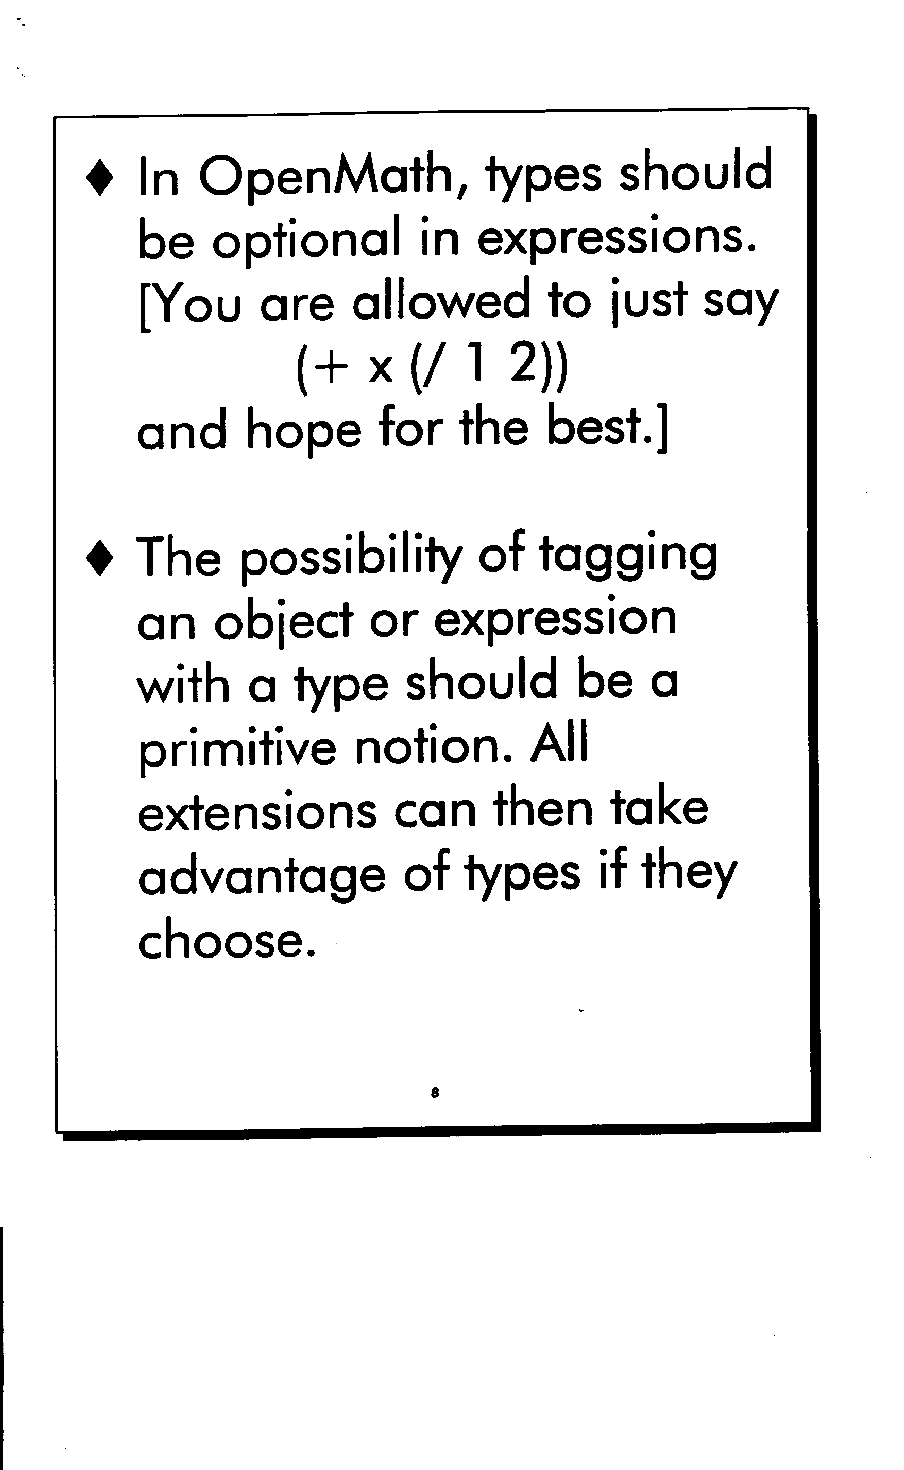 ♦ In OpenMath, types should
be optional in expressions.
[You are allowed to just say
(+ x (/ 1 2))
and hope for the best.]
♦ The possibility of tagging
an object or expression
with a type should be a
primitive notion. All
extensions can then take
advantage of types if they
choose.
8